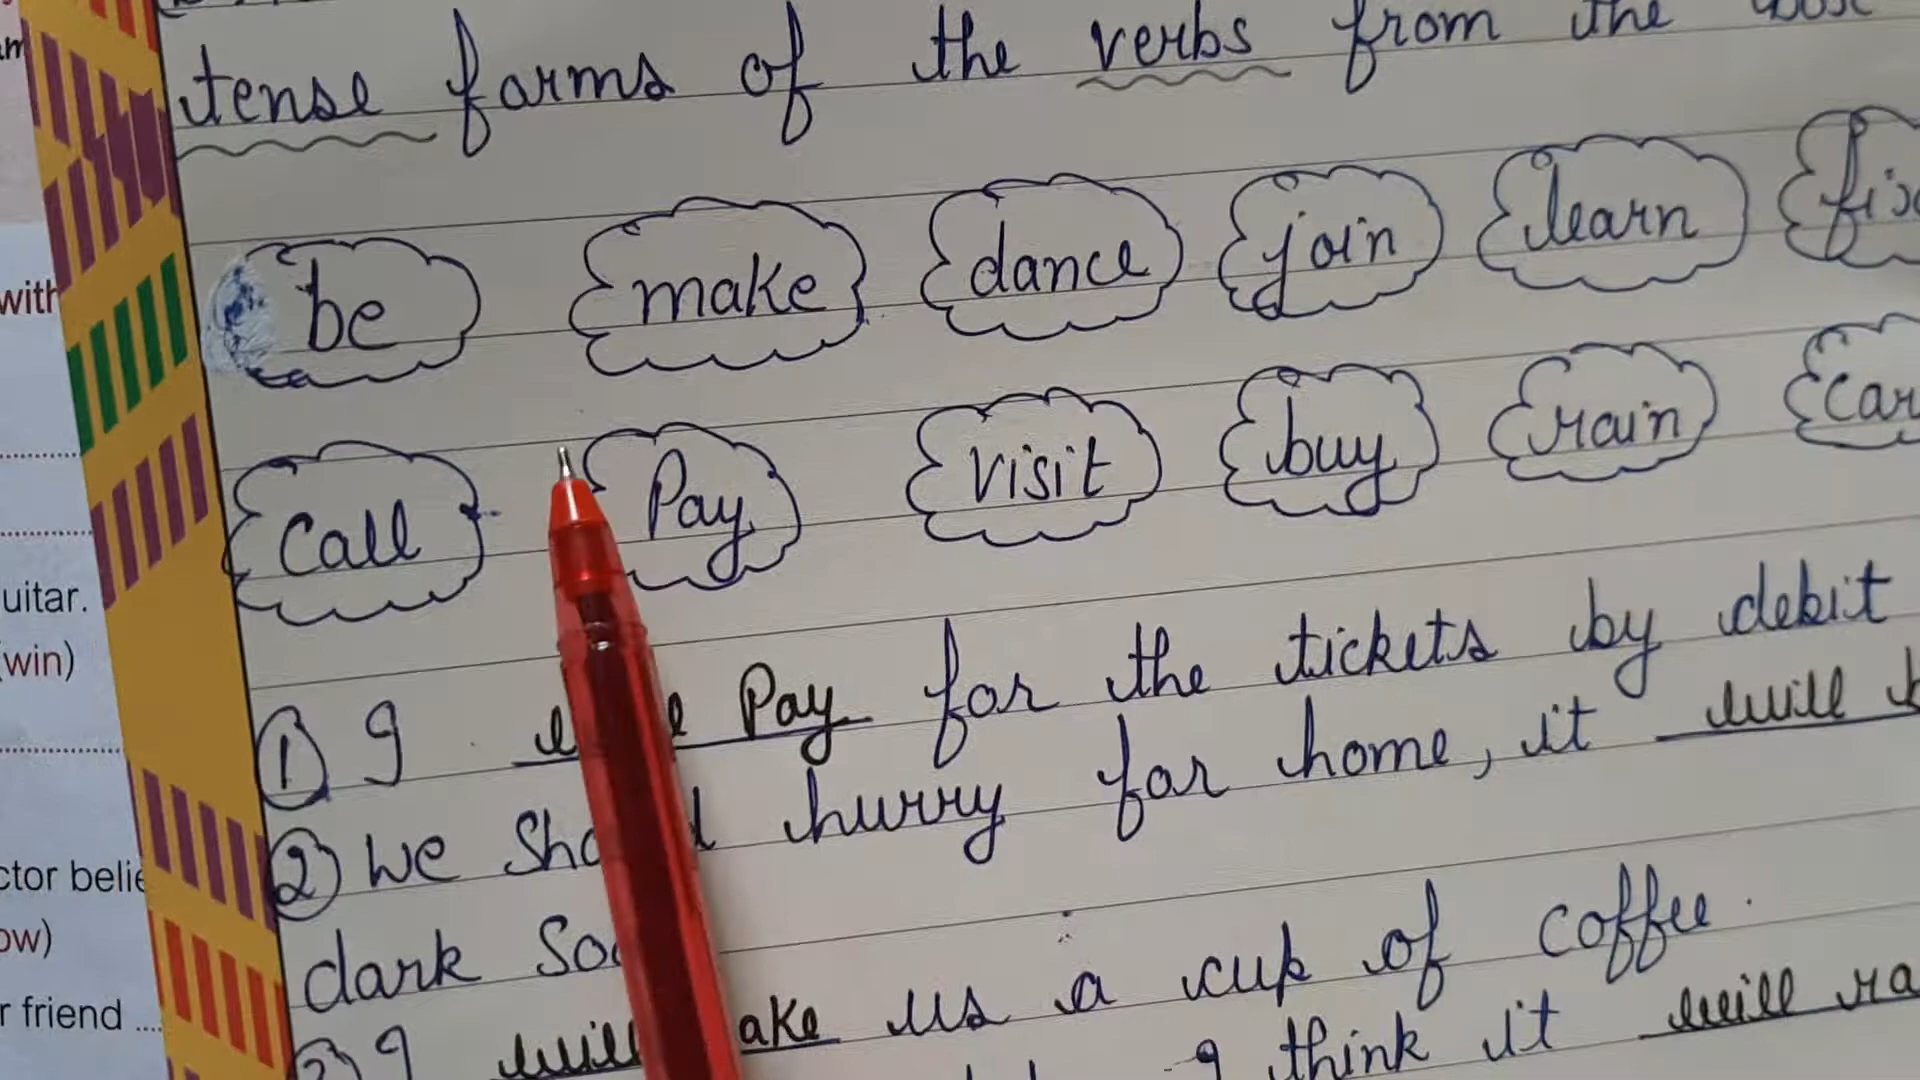 tense forms of the verbs from the
be make dance join learn
call Pay visit buy rain
with
uitar.
(win)
ctor belie
ow)
r friend ....
① I Pay for the tickets by debit
② We hurry for home, it will
dark
I will us a cup of coffee.
I think it will